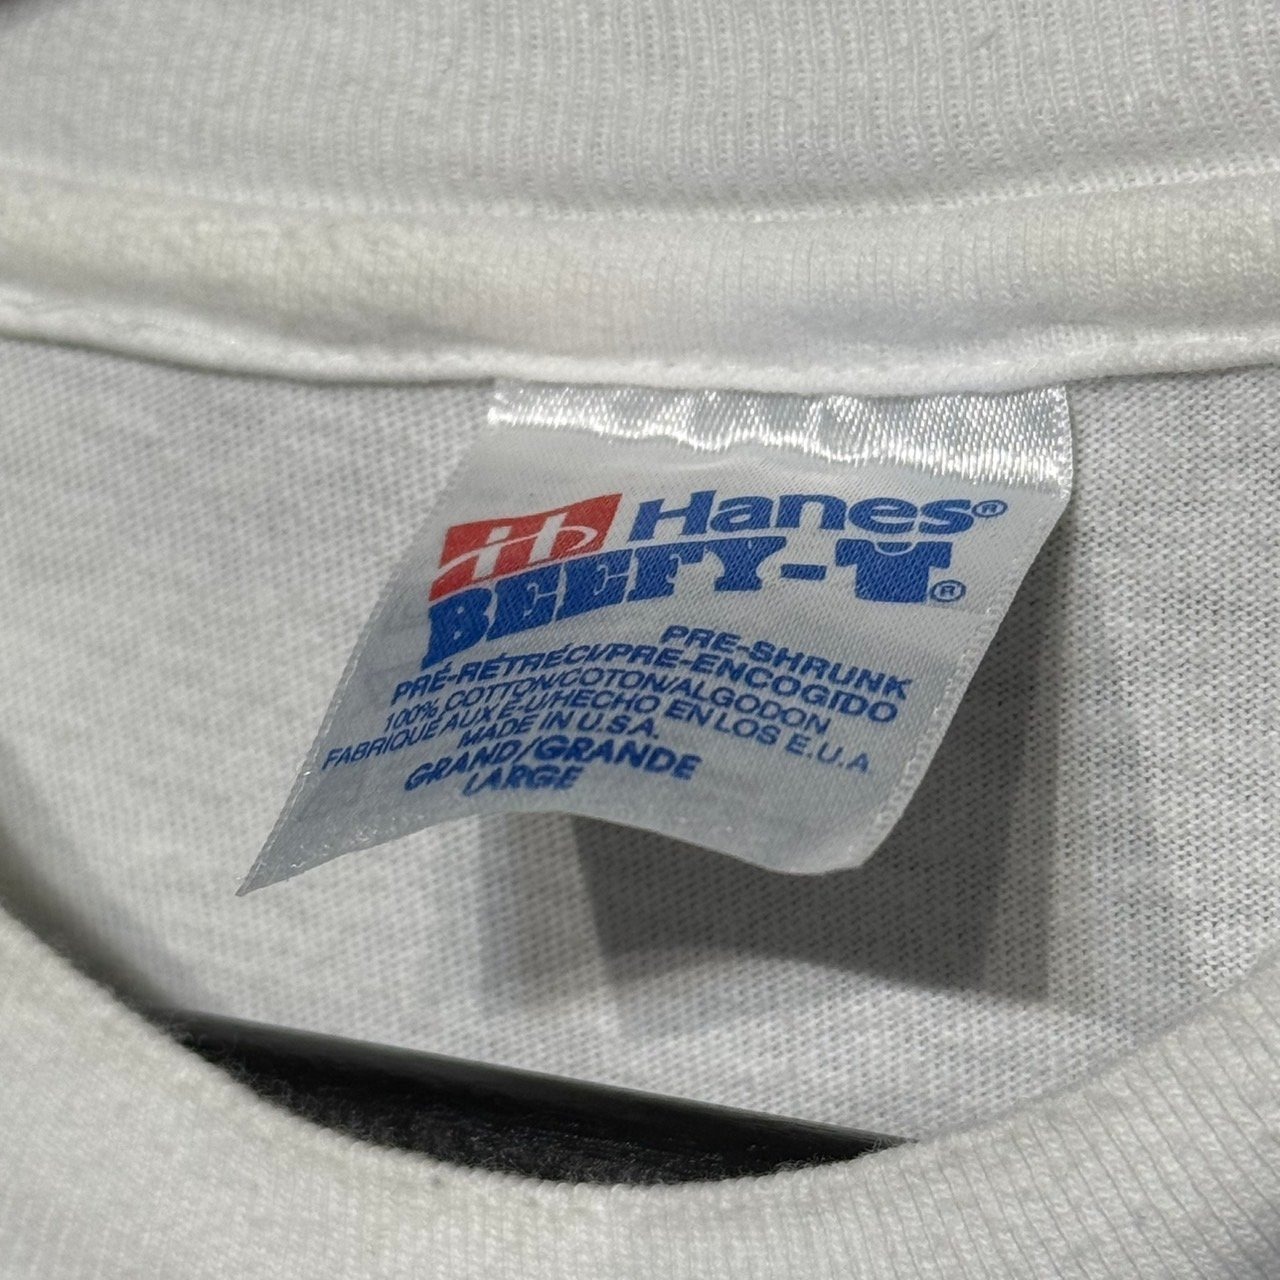 Hanes®
BEEFY-T®
PRE-SHRUNK
PRÉ-RÉTRÉCI/PRE-ENCOGIDO
100% COTTON/COTON/ALGODON
FABRIQUÉ AUX É-U/HECHO EN LOS E.U.A.
MADE IN U.S.A.
GRAND/GRANDE
LARGE